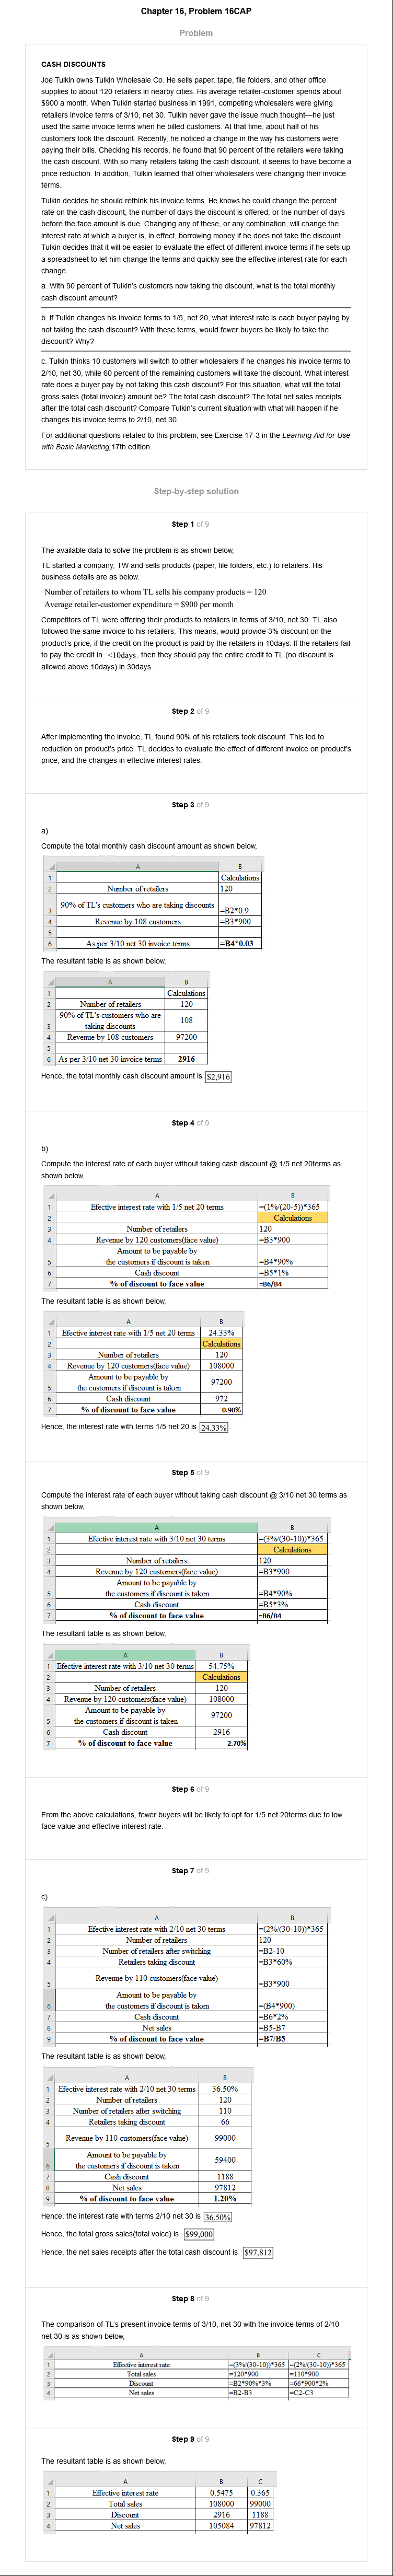 Chapter 16, Problem 16CAP
Problem
CASH DISCOUNTS
Joe Tulkin owns Tulkin Wholesale Co. He sells paper, tape, file folders, and other office
supplies to about 120 retailers in nearby cities. His average retailer-customer spends about
$900 a month. When Tulkin started business in 1991, competing wholesalers were giving
retailers invoice terms of 3/10, net 30. Tulkin never gave the issue much thought—he just
used the same invoice terms when he billed customers. At that time, about half of his
customers took the discount. Recently, he noticed a change in the way his customers were
paying their bills. Checking his records, he found that 90 percent of the retailers were taking
the cash discount. With so many retailers taking the cash discount, it seems to have become a
price reduction. In addition, Tulkin learned that other wholesalers were changing their invoice
terms.
Tulkin decides he should rethink his invoice terms. He knows he could change the percent
rate on the cash discount, the number of days the discount is offered, or the number of days
before the face amount is due. Changing any of these, or any combination, will change the
interest rate at which a buyer is, in effect, borrowing money if he does not take the discount.
Tulkin decides that it will be easier to evaluate the effect of different invoice terms if he sets up
a spreadsheet to let him change the terms and quickly see the effective interest rate for each
change.
a. With 90 percent of Tulkin's customers now taking the discount, what is the total monthly
cash discount amount?
b. If Tulkin changes his invoice terms to 1/5, net 20, what interest rate is each buyer paying by
not taking the cash discount? With these terms, would fewer buyers be likely to take the
discount? Why?
c. Tulkin thinks 10 customers will switch to other wholesalers if he changes his invoice terms to
2/10, net 30, while 60 percent of the remaining customers will take the discount. What interest
rate does a buyer pay by not taking this cash discount? For this situation, what will the total
gross sales (total invoice) amount be? The total cash discount? The total net sales receipts
after the total cash discount? Compare Tulkin's current situation with what will happen if he
changes his invoice terms to 2/10, net 30.
For additional questions related to this problem, see Exercise 17-3 in the Learning Aid for Use
with Basic Marketing,17th edition.
Step-by-step solution
Step 1 of 9
The available data to solve the problem is as shown below,
TL started a company, TW and sells products (paper, file folders, etc.) to retailers. His
business details are as below.
Number of retailers to whom TL sells his company products = 120
Average retailer-customer expenditure = $900 per month
Competitors of TL were offering their products to retailers in terms of 3/10, net 30. TL also
followed the same invoice to his retailers. This means, would provide 3% discount on the
product's price, if the credit on the product is paid by the retailers in 10days. If the retailers fail
to pay the credit in <10days, then they should pay the entire credit to TL (no discount is
allowed above 10days) in 30days.
Step 2 of 9
After implementing the invoice, TL found 90% of his retailers took discount. This led to
reduction on product's price. TL decides to evaluate the effect of different invoice on product's
price, and the changes in effective interest rates.
Step 3 of 9
a)
Compute the total monthly cash discount amount as shown below,
A B
1 Calculations
2 Number of retailers 120
3 90% of TL's customers who are taking discounts =B2*0.9
4 Revenue by 108 customers =B3*900
5
6 As per 3/10 net 30 invoice terms =B4*0.03
The resultant table is as shown below,
A B
1 Calculations
2 Number of retailers 120
90% of TL's customers who are
3 taking discounts 108
4 Revenue by 108 customers 97200
5
6 As per 3/10 net 30 invoice terms 2916
Hence, the total monthly cash discount amount is $2,916
Step 4 of 9
b)
Compute the interest rate of each buyer without taking cash discount @ 1/5 net 20terms as
shown below,
A B
1 Efective interest rate with 1/5 net 20 terms =(1%/(20-5))*365
2 Calculations
3 Number of retailers 120
4 Revenue by 120 customers(face value) =B3*900
Amount to be payable by
5 the customers if discount is taken =B4*90%
6 Cash discount =B5*1%
7 % of discount to face value =B6/B4
The resultant table is as shown below,
A B
1 Efective interest rate with 1/5 net 20 terms 24.33%
2 Calculations
3 Number of retailers 120
4 Revenue by 120 customers(face value) 108000
Amount to be payable by
5 the customers if discount is taken 97200
6 Cash discount 972
7 % of discount to face value 0.90%
Hence, the interest rate with terms 1/5 net 20 is 24.33%.
Step 5 of 9
Compute the interest rate of each buyer without taking cash discount @ 3/10 net 30 terms as
shown below,
A B
1 Efective interest rate with 3/10 net 30 terms =(3%/(30-10))*365
2 Calculations
3 Number of retailers 120
4 Revenue by 120 customers(face value) =B3*900
Amount to be payable by
5 the customers if discount is taken =B4*90%
6 Cash discount =B5*3%
7 % of discount to face value =B6/B4
The resultant table is as shown below,
A B
1 Efective interest rate with 3/10 net 30 terms 54.75%
2 Calculations
3 Number of retailers 120
4 Revenue by 120 customers(face value) 108000
Amount to be payable by
5 the customers if discount is taken 97200
6 Cash discount 2916
7 % of discount to face value 2.70%
Step 6 of 9
From the above calculations, fewer buyers will be likely to opt for 1/5 net 20terms due to low
face value and effective interest rate.
Step 7 of 9
c)
A B
1 Efective interest rate with 2/10 net 30 terms =(2%/(30-10))*365
2 Number of retailers 120
3 Number of retailers after switching =B2-10
4 Retailers taking discount =B3*60%
5 Revenue by 110 customers(face value) =B3*900
Amount to be payable by
6 the customers if discount is taken =(B4*900)
7 Cash discount =B6*2%
8 Net sales =B5-B7
9 % of discount to face value =B7/B5
The resultant table is as shown below,
A B
1 Efective interest rate with 2/10 net 30 terms 36.50%
2 Number of retailers 120
3 Number of retailers after switching 110
4 Retailers taking discount 66
5 Revenue by 110 customers(face value) 99000
Amount to be payable by
6 the customers if discount is taken 59400
7 Cash discount 1188
8 Net sales 97812
9 % of discount to face value 1.20%
Hence, the interest rate with terms 2/10 net 30 is 36.50%
Hence, the total gross sales(total voice) is $99,000
Hence, the net sales receipts after the total cash discount is $97,812
Step 8 of 9
The comparison of TL's present invoice terms of 3/10, net 30 with the invoice terms of 2/10
net 30 is as shown below,
A B C
1 Effective interest rate =(3%/(30-10))*365 =(2%/(30-10))*365
2 Total sales =120*900 =110*900
3 Discount =B2*90%*3% =66*900*2%
4 Net sales =B2-B3 =C2-C3
Step 9 of 9
The resultant table is as shown below,
A B C
1 Effective interest rate 0.5475 0.365
2 Total sales 108000 99000
3 Discount 2916 1188
4 Net sales 105084 97812